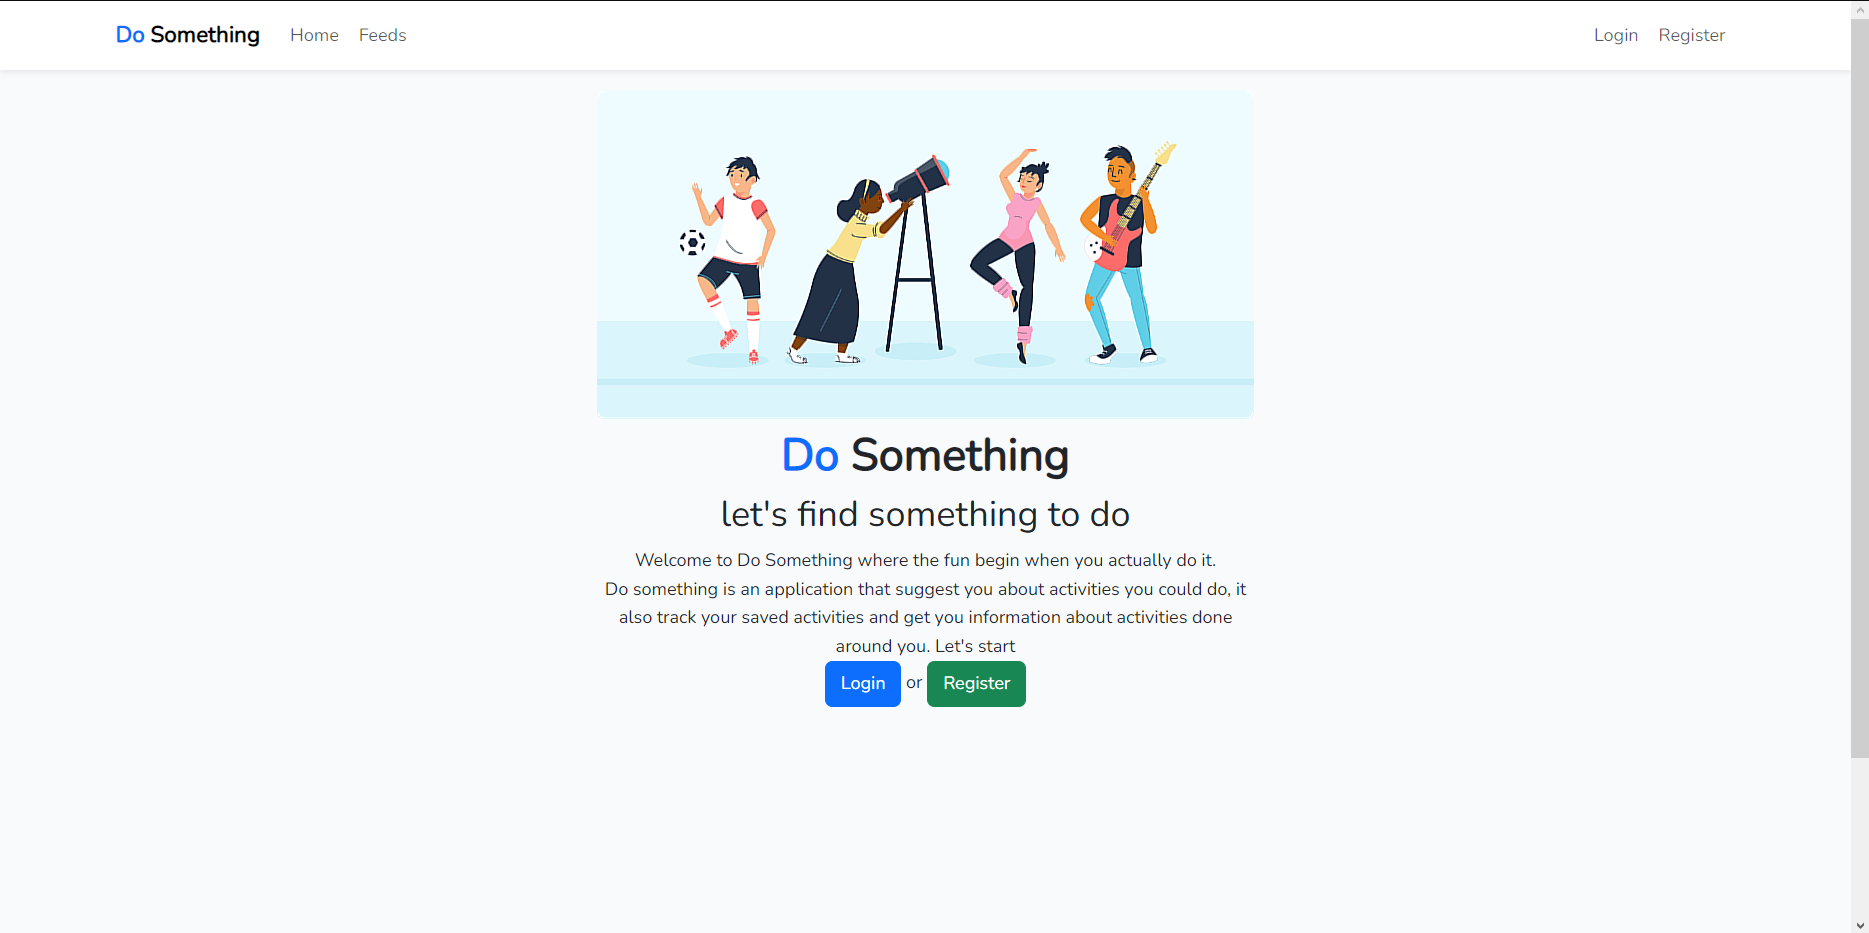 Do Something Home Feeds Login Register
Do Something
let's find something to do
Welcome to Do Something where the fun begin when you actually do it.
Do something is an application that suggest you about activities you could do, it
also track your saved activities and get you information about activities done
around you. Let's start
Login or Register